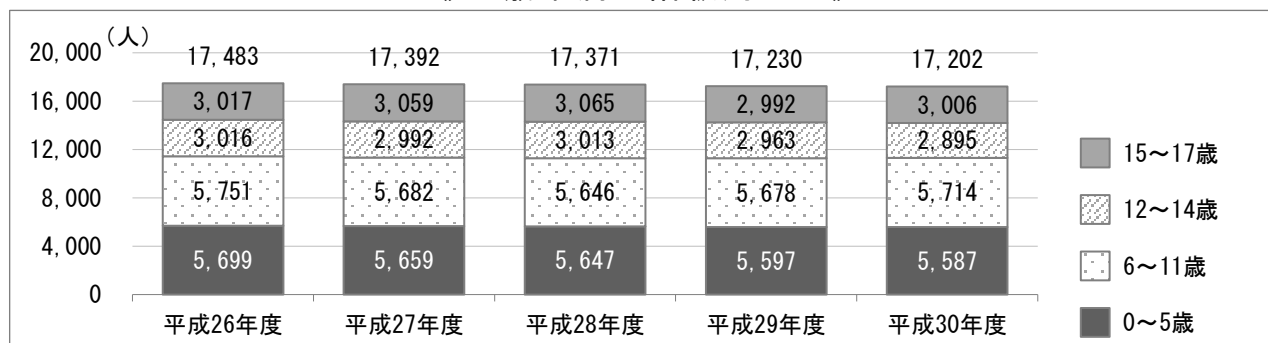 (人)
20,000
16,000
12,000
8,000
4,000
0
17,483 17,392 17,371 17,230 17,202
3,017 3,059 3,065 2,992 3,006
3,016 2,992 3,013 2,963 2,895
5,751 5,682 5,646 5,678 5,714
5,699 5,659 5,647 5,597 5,587
平成26年度 平成27年度 平成28年度 平成29年度 平成30年度
15～17歳
12～14歳
6～11歳
0～5歳